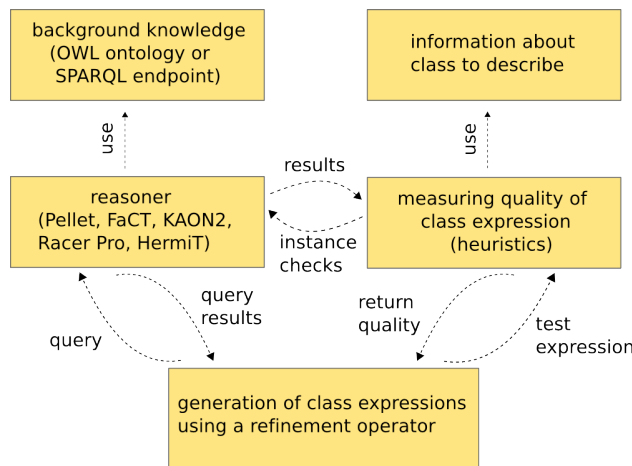 background knowledge
(OWL ontology or
SPARQL endpoint)
information about
class to describe
use
use
reasoner
(Pellet, FaCT, KAON2,
Racer Pro, HermiT)
results
instance
checks
measuring quality of
class expression
(heuristics)
query
query
results
return
quality
test
expression
generation of class expressions
using a refinement operator